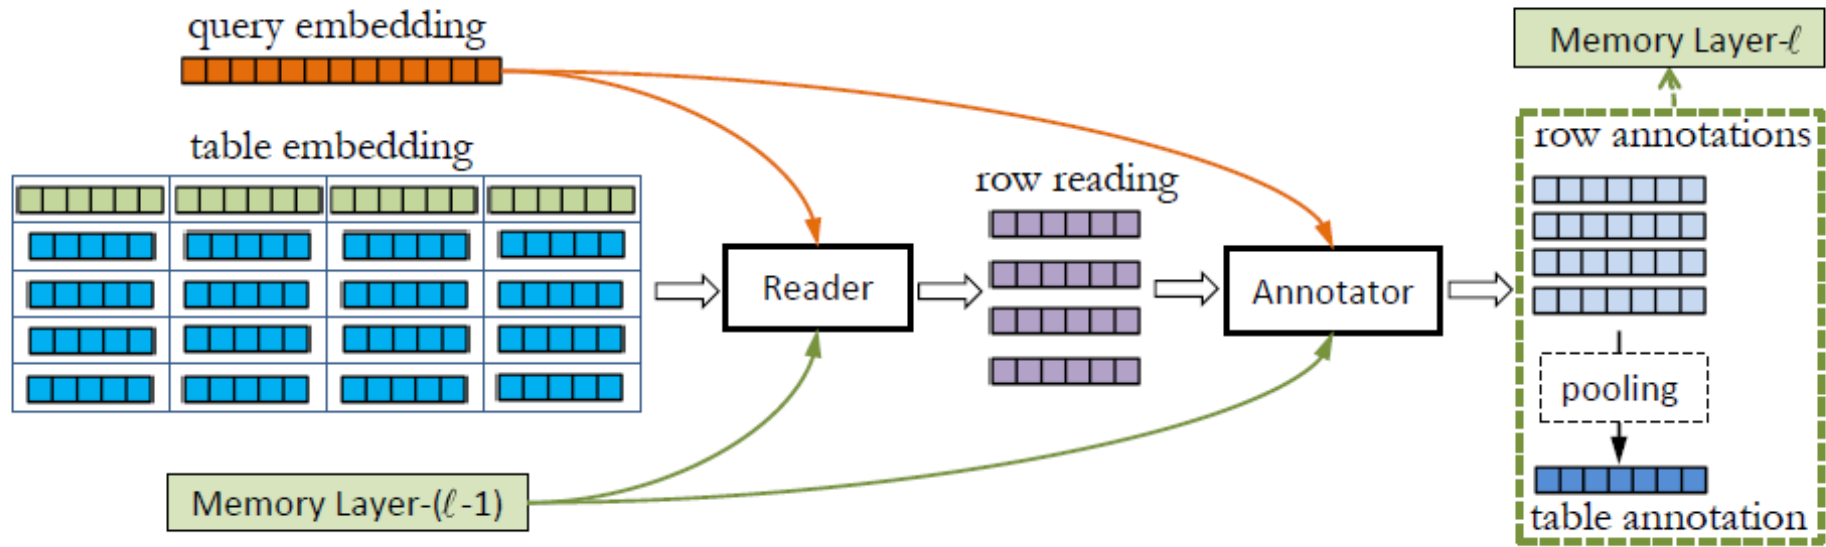 query embedding
table embedding
Memory Layer-(ℓ-1)
Reader
row reading
Annotator
Memory Layer-ℓ
row annotations
pooling
table annotation